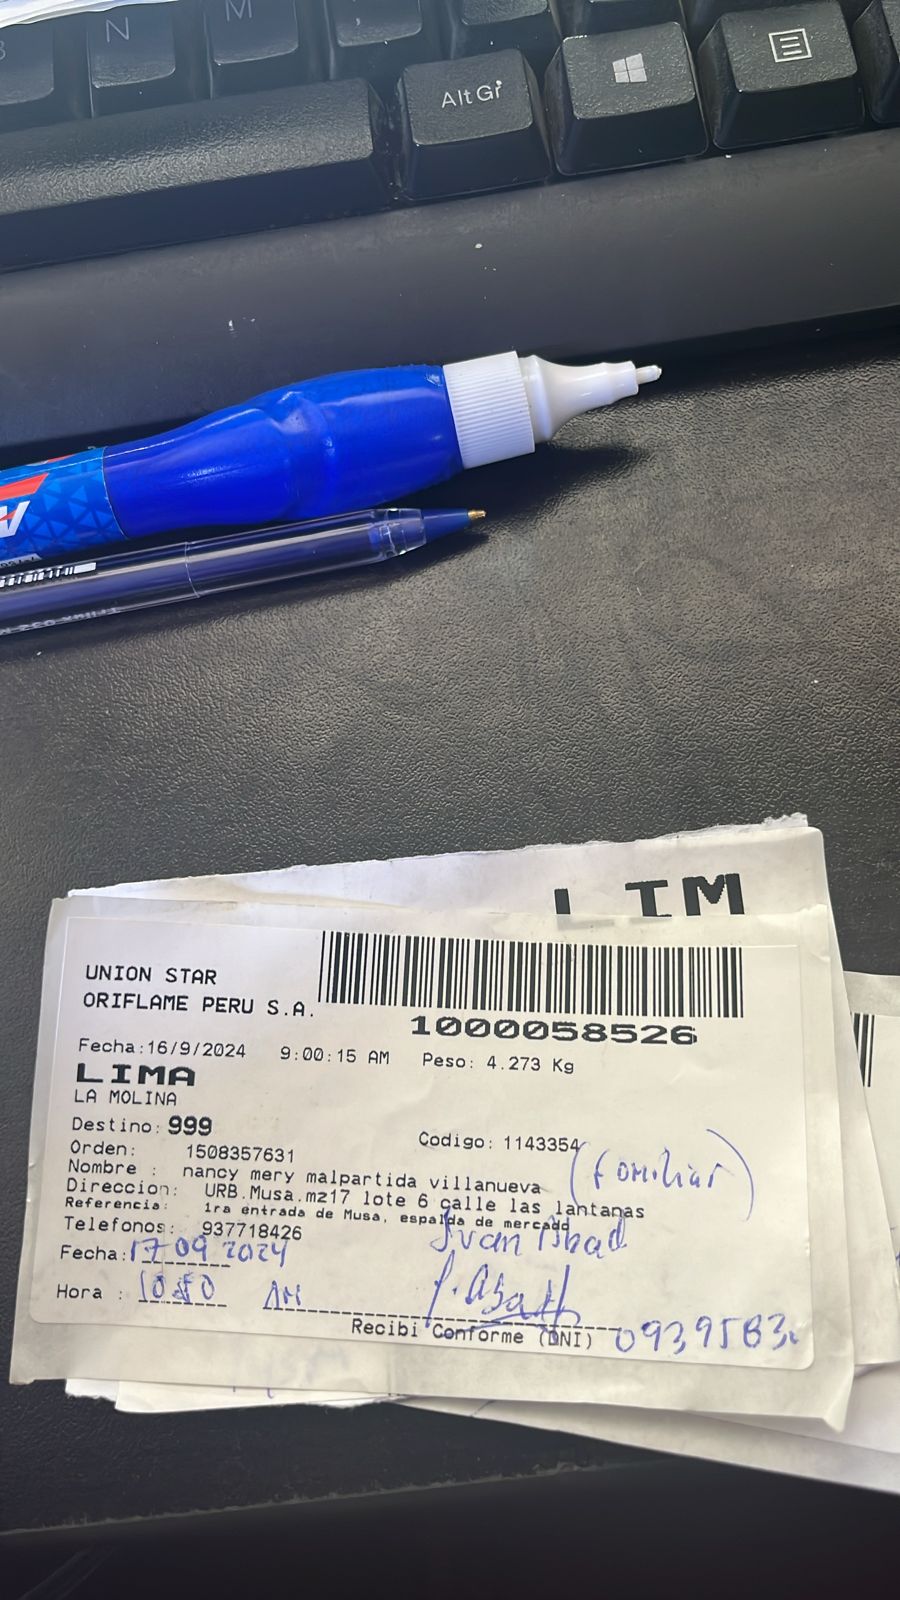 N
M
Alt Gr
LIM
UNION STAR
ORIFLAME PERU S.A.
1000058526
Fecha:16/9/2024 9:00:15 AM Peso: 4.273 Kg
LIMA
LA MOLINA
Destino: 999
Codigo: 1143354
Orden: 1508357631
(familiar)
Nombre : nancy mery malpartida villanueva
Direccion: URB.Musa.mz17 lote 6 calle las lantanas
Referencia: 1ra entrada de Musa, espalda de mercado
Telefonos: 937718426
Ivan Abad
Fecha: 17 09 2024
Hora : AM
Recibi Conforme (DNI)